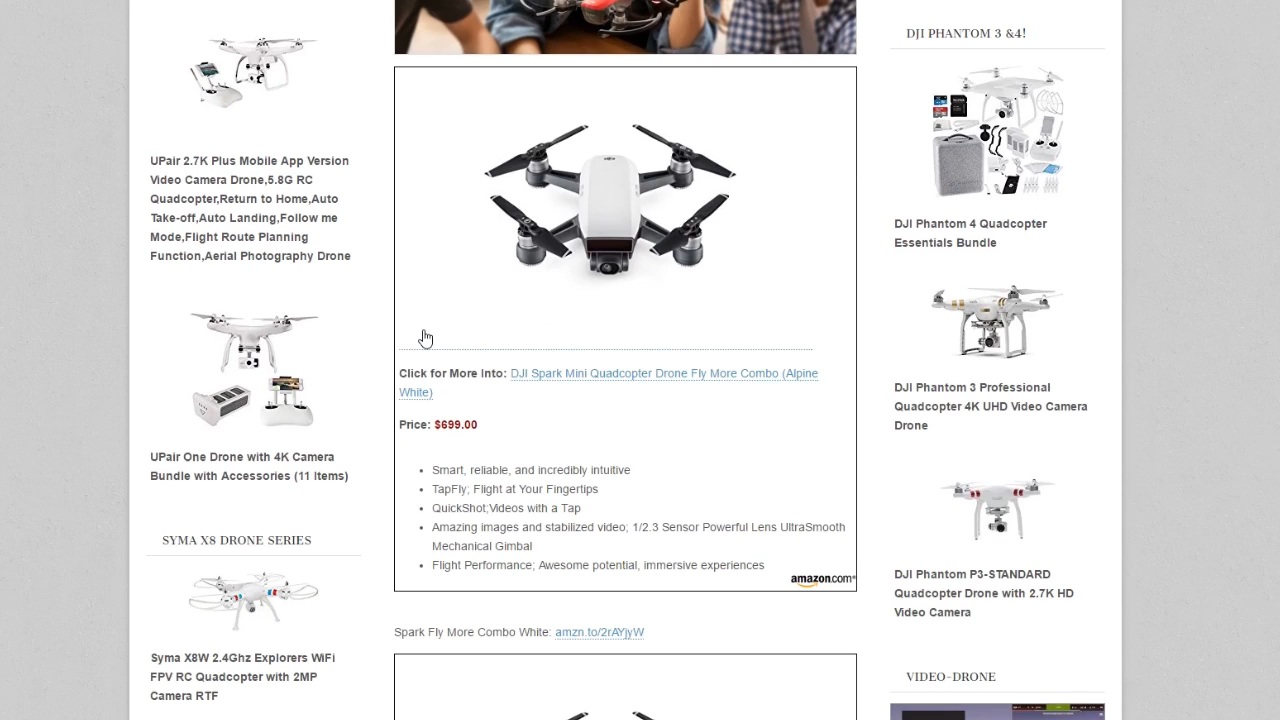 UPair 2.7K Plus Mobile App Version
Video Camera Drone,5.8G RC
Quadcopter,Return to Home,Auto
Take-off,Auto Landing,Follow me
Mode,Flight Route Planning
Function,Aerial Photography Drone
UPair One Drone with 4K Camera
Bundle with Accessories (11 Items)
SYMA X8 DRONE SERIES
Syma X8W 2.4Ghz Explorers WiFi
FPV RC Quadcopter with 2MP
Camera RTF
Click for More Into: DJI Spark Mini Quadcopter Drone Fly More Combo (Alpine
White)
Price: $699.00
• Smart, reliable, and incredibly intuitive
• TapFly; Flight at Your Fingertips
• QuickShot;Videos with a Tap
• Amazing images and stabilized video; 1/2.3 Sensor Powerful Lens UltraSmooth
Mechanical Gimbal
• Flight Performance; Awesome potential, immersive experiences
amazon.com®
Spark Fly More Combo White: amzn.to/2rAYjyW
DJI PHANTOM 3 &4!
DJI Phantom 4 Quadcopter
Essentials Bundle
DJI Phantom 3 Professional
Quadcopter 4K UHD Video Camera
Drone
DJI Phantom P3-STANDARD
Quadcopter Drone with 2.7K HD
Video Camera
VIDEO-DRONE